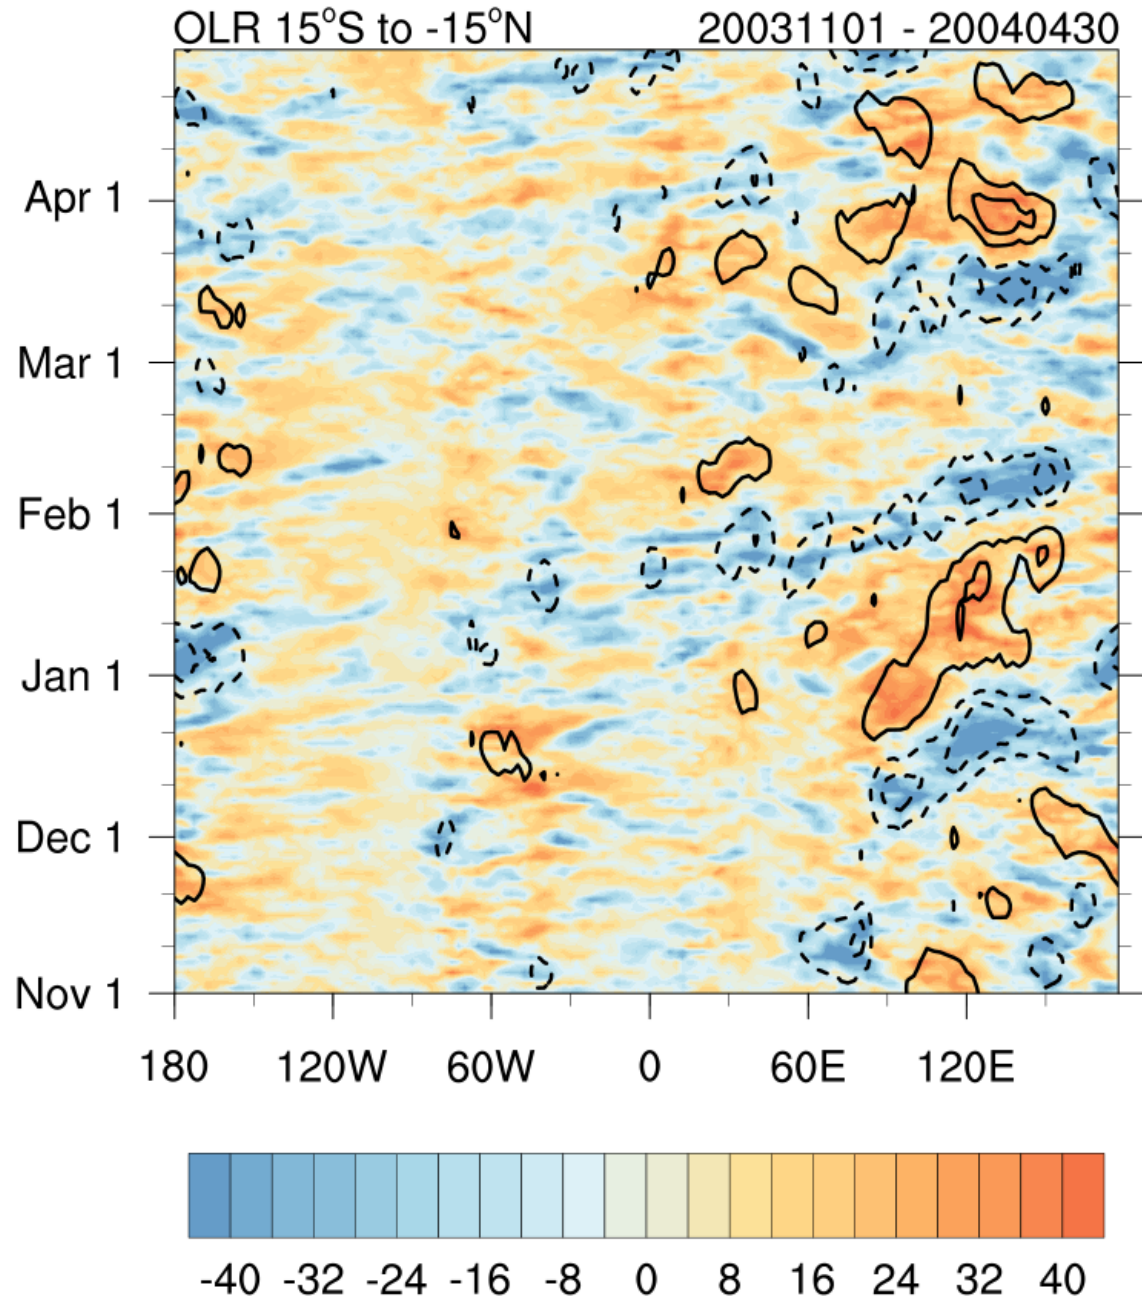 OLR 15°S to -15°N 20031101 - 20040430
Apr 1
Mar 1
Feb 1
Jan 1
Dec 1
Nov 1
180 120W 60W 0 60E 120E
-40 -32 -24 -16 -8 0 8 16 24 32 40